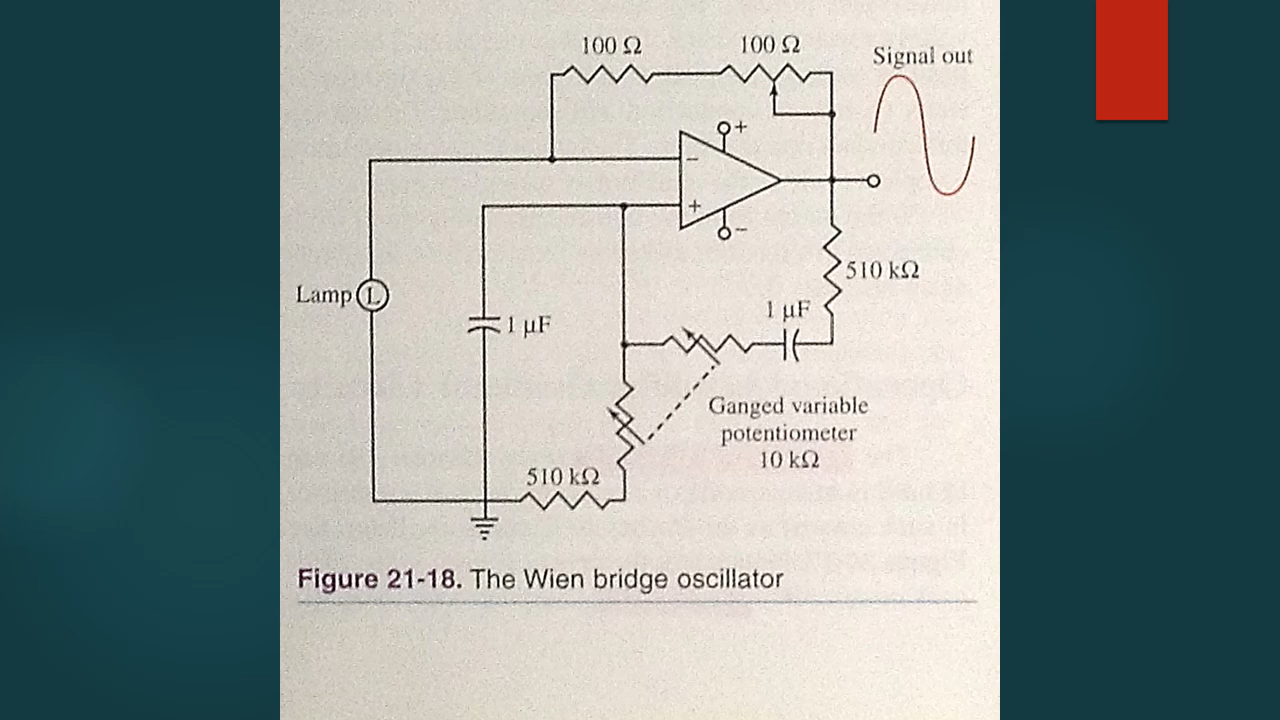 100 Ω
100 Ω
Signal out
+
−
+
−
510 kΩ
Lamp L
1 μF
1 μF
Ganged variable
potentiometer
10 kΩ
510 kΩ
Figure 21-18. The Wien bridge oscillator